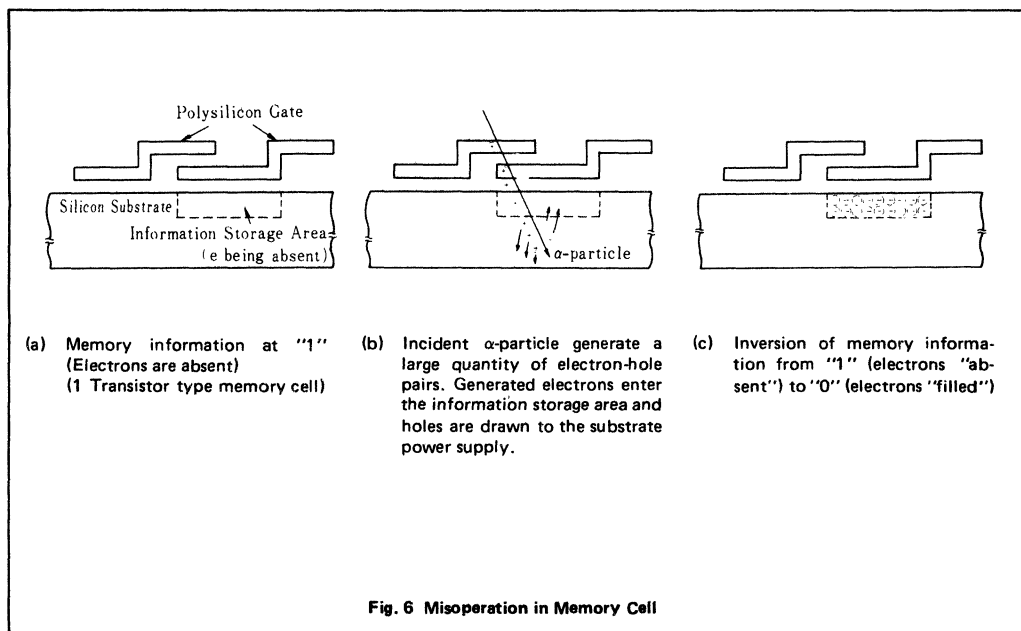 Polysilicon Gate
Silicon Substrate
Information Storage Area
(e being absent)
α-particle
(a) Memory information at "1"
(Electrons are absent)
(1 Transistor type memory cell)
(b) Incident α-particle generate a
large quantity of electron-hole
pairs. Generated electrons enter
the information storage area and
holes are drawn to the substrate
power supply.
(c) Inversion of memory informa-
tion from "1" (electrons "ab-
sent") to "0" (electrons "filled")
Fig. 6 Misoperation in Memory Cell